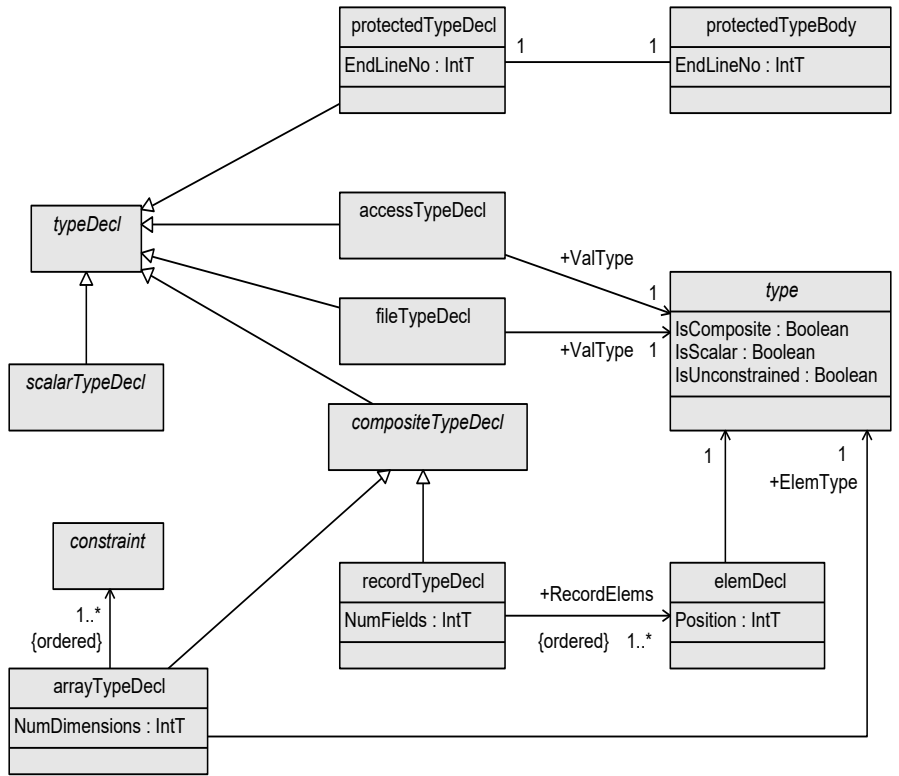 protectedTypeDecl
EndLineNo : IntT
1
1
protectedTypeBody
EndLineNo : IntT
typeDecl
accessTypeDecl
+ValType
1
fileTypeDecl
+ValType 1
type
IsComposite : Boolean
IsScalar : Boolean
IsUnconstrained : Boolean
scalarTypeDecl
compositeTypeDecl
1
1
+ElemType
constraint
1..*
{ordered}
recordTypeDecl
NumFields : IntT
+RecordElems
{ordered} 1..*
elemDecl
Position : IntT
arrayTypeDecl
NumDimensions : IntT